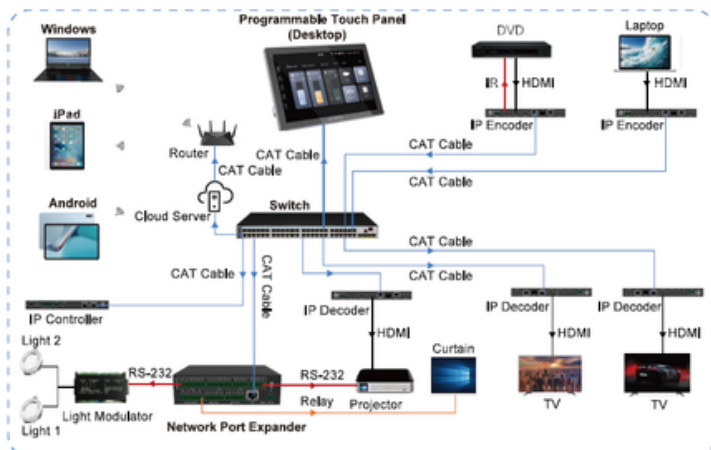 Windows
Programmable Touch Panel
(Desktop)
DVD
Laptop
IR
HDMI
HDMI
iPad
IP Encoder
IP Encoder
Router
CAT Cable
CAT Cable
CAT Cable
CAT Cable
Android
Cloud Server
Switch
CAT Cable
CAT Cable
CAT Cable
CAT Cable
IP Controller
IP Decoder
IP Decoder
IP Decoder
HDMI
HDMI
HDMI
Light 2
RS-232
RS-232
Curtain
Light Modulator
Relay
Projector
TV
TV
Light 1
Network Port Expander